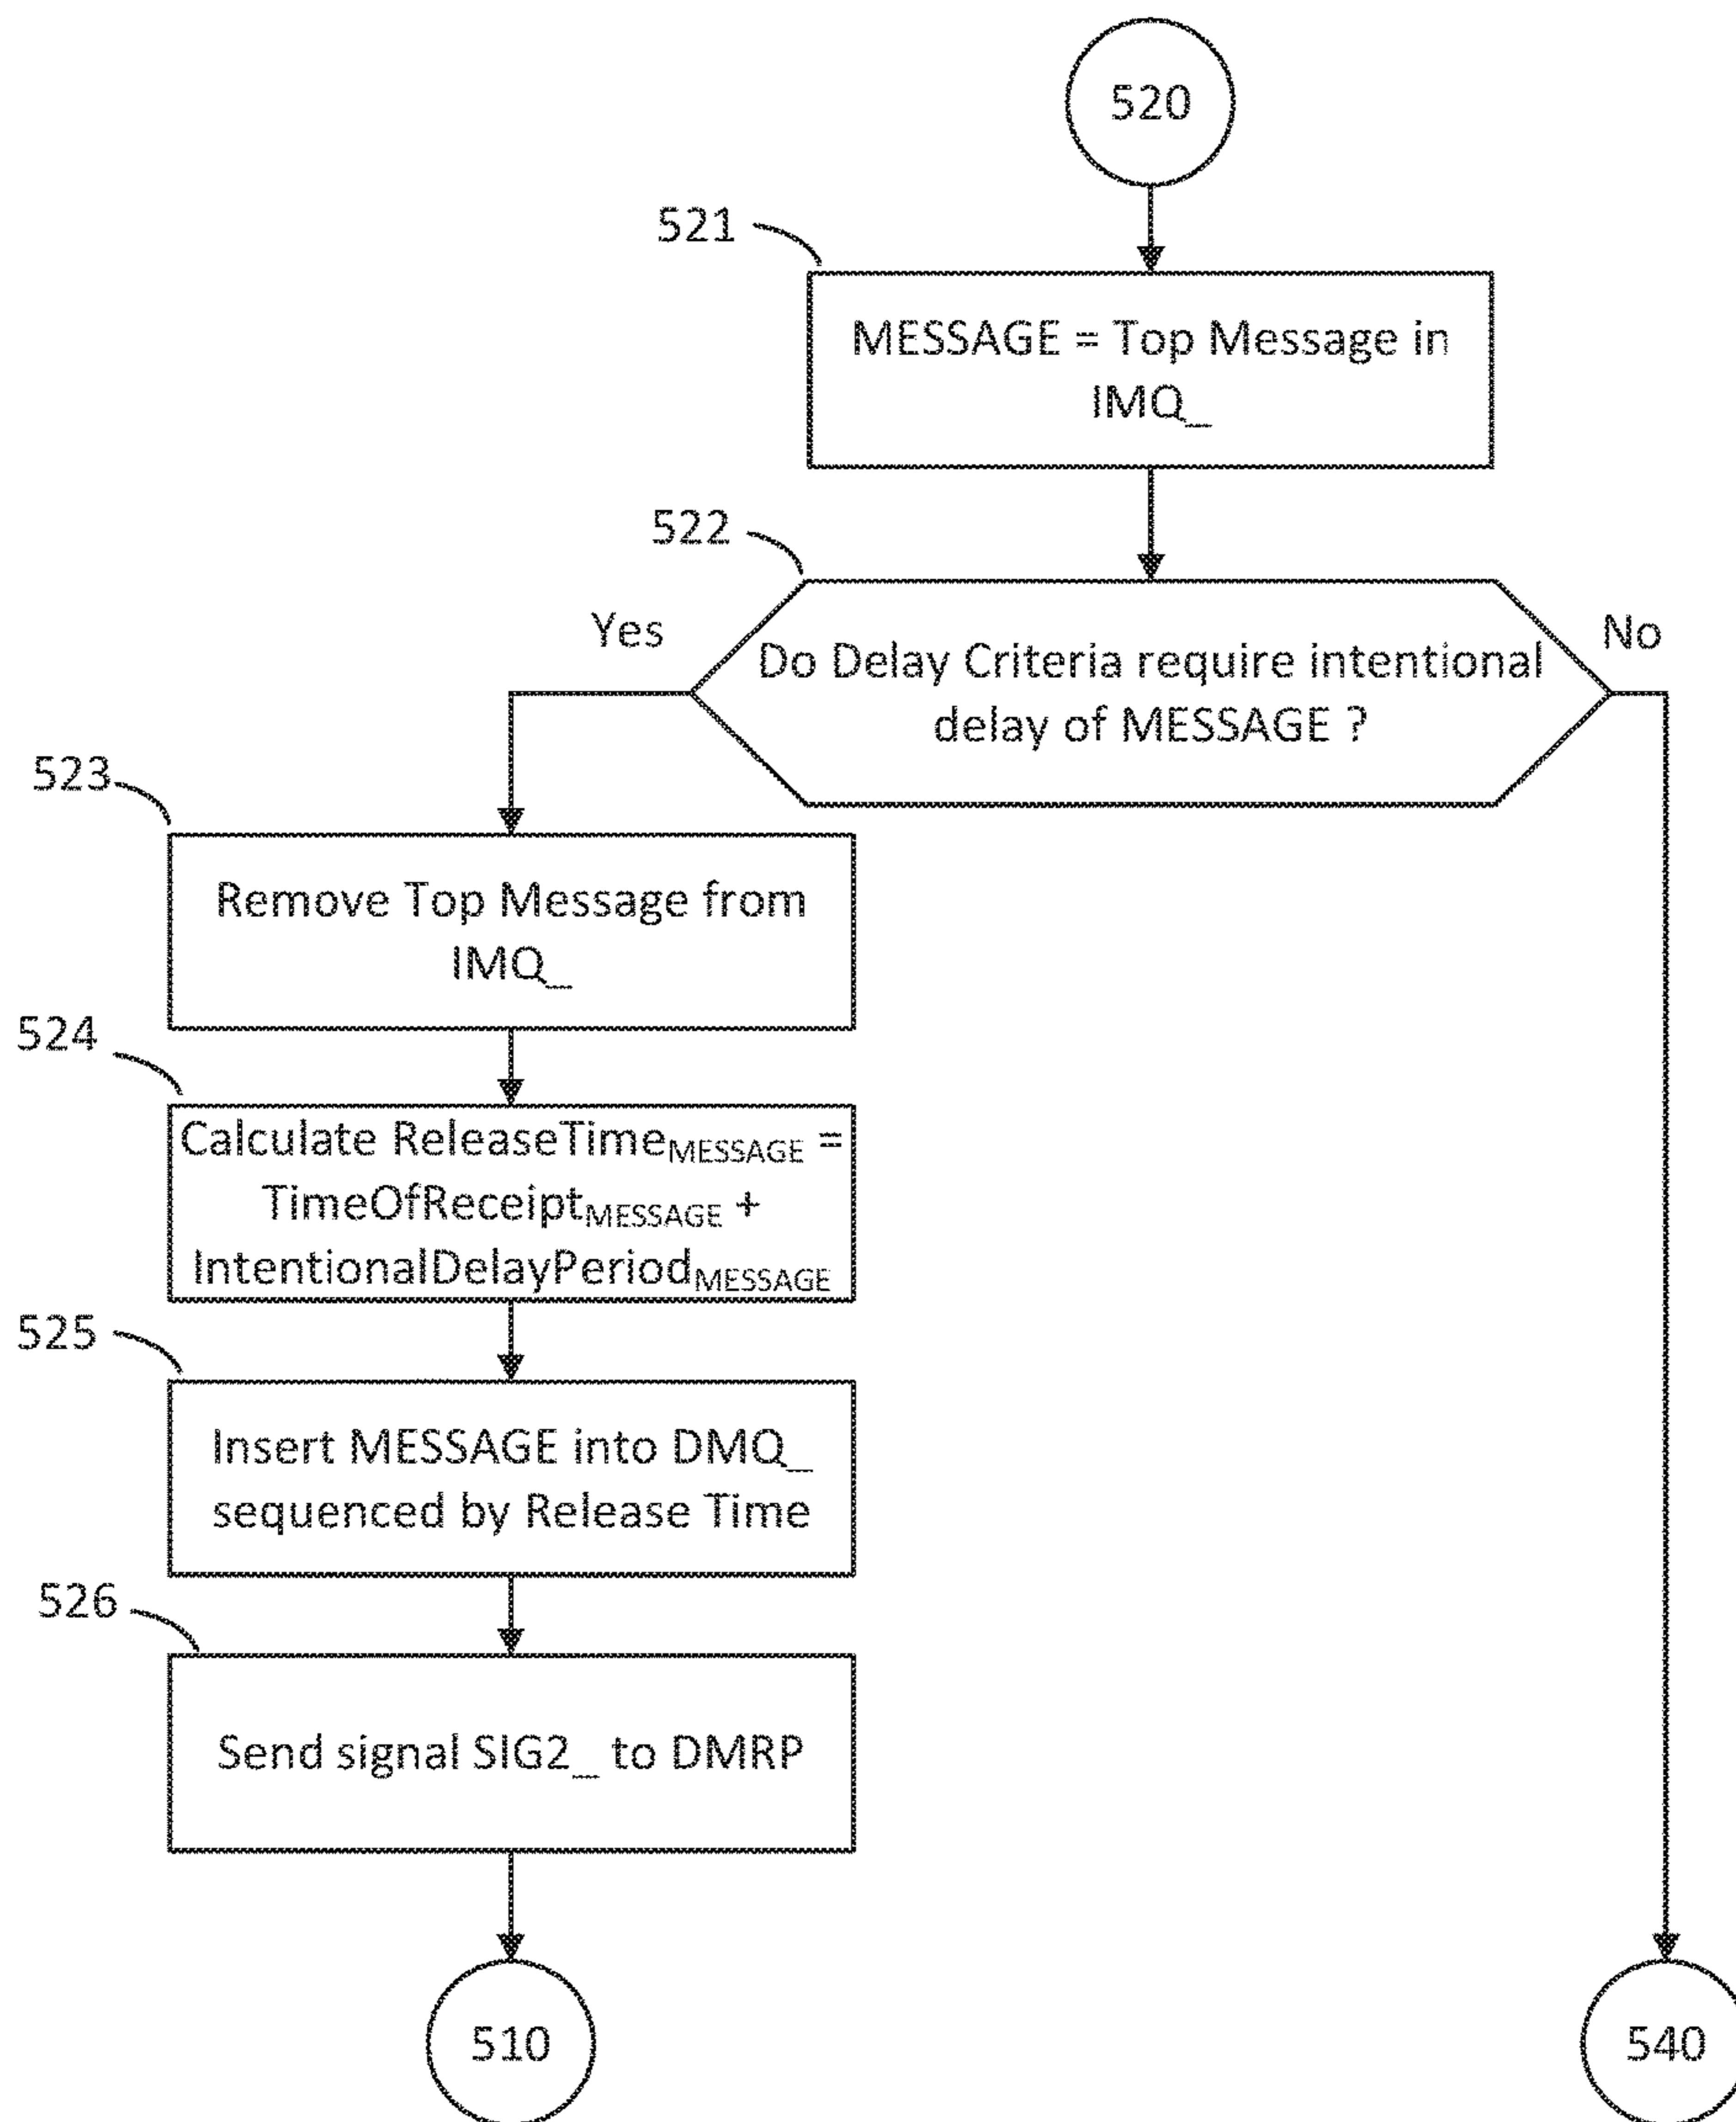 520
521
MESSAGE = Top Message in
IMQ_
522
Yes
No
Do Delay Criteria require intentional
delay of MESSAGE ?
523
Remove Top Message from
IMQ_
524
Calculate ReleaseTimeMESSAGE =
TimeOfReceiptMESSAGE +
IntentionalDelayPeriodMESSAGE
525
Insert MESSAGE into DMQ_
sequenced by Release Time
526
Send signal SIG2_ to DMRP
510
540